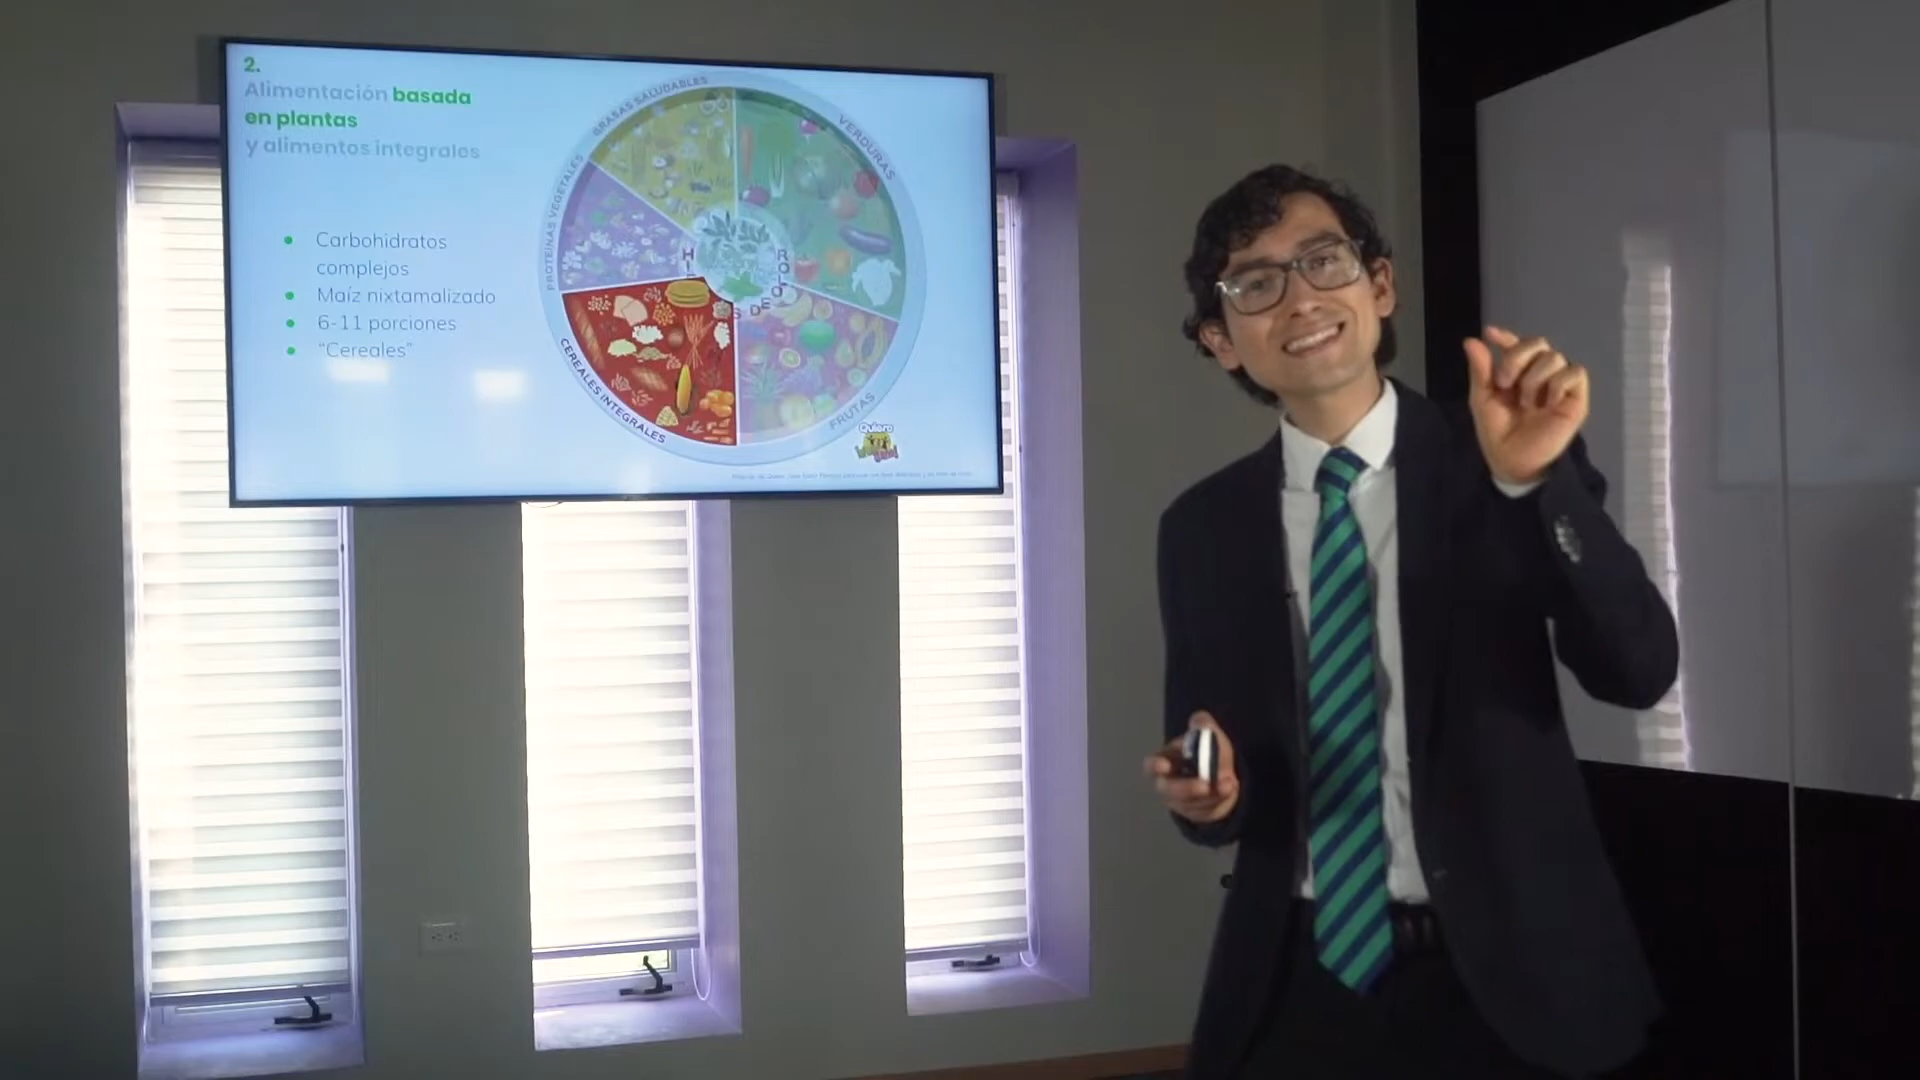 2.
Alimentación basada
en plantas
y alimentos integrales
Carbohidratos
complejos
Maíz nixtamalizado
6-11 porciones
"Cereales"
GRASAS SALUDABLES
VERDURAS
PROTEÍNAS VEGETALES
CEREALES INTEGRALES
FRUTAS
Quiero